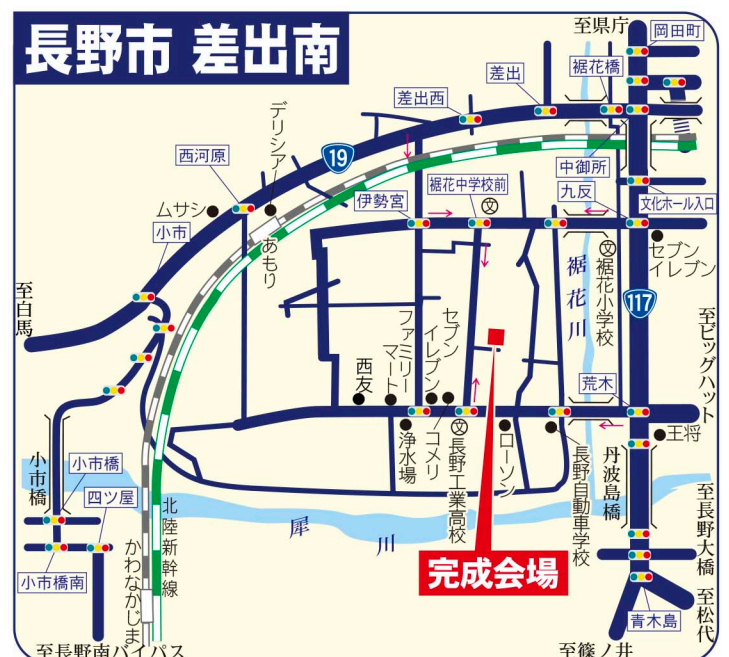 長野市 差出南
至県庁
岡田町
裾花橋
差出
差出西
デリシア
19
西河原
中御所
裾花中学校前
九反
文化ホール入口
伊勢宮
文
ムサシ
小市
あもり
セブン
イレブン
文
裾花小学校
裾花川
117
至白馬
至ビッグハット
セブン
イレブン
ファミリー
マート
西友
荒木
王将
浄水場
コメリ
文
長野工業高校
ローソン
長野自動車学校
丹波島橋
小市橋
小市橋
四ツ屋
北陸新幹線
犀川
至長野大橋
完成会場
かわなかじま
小市橋南
至松代
青木島
至長野南バイパス
至篠ノ井